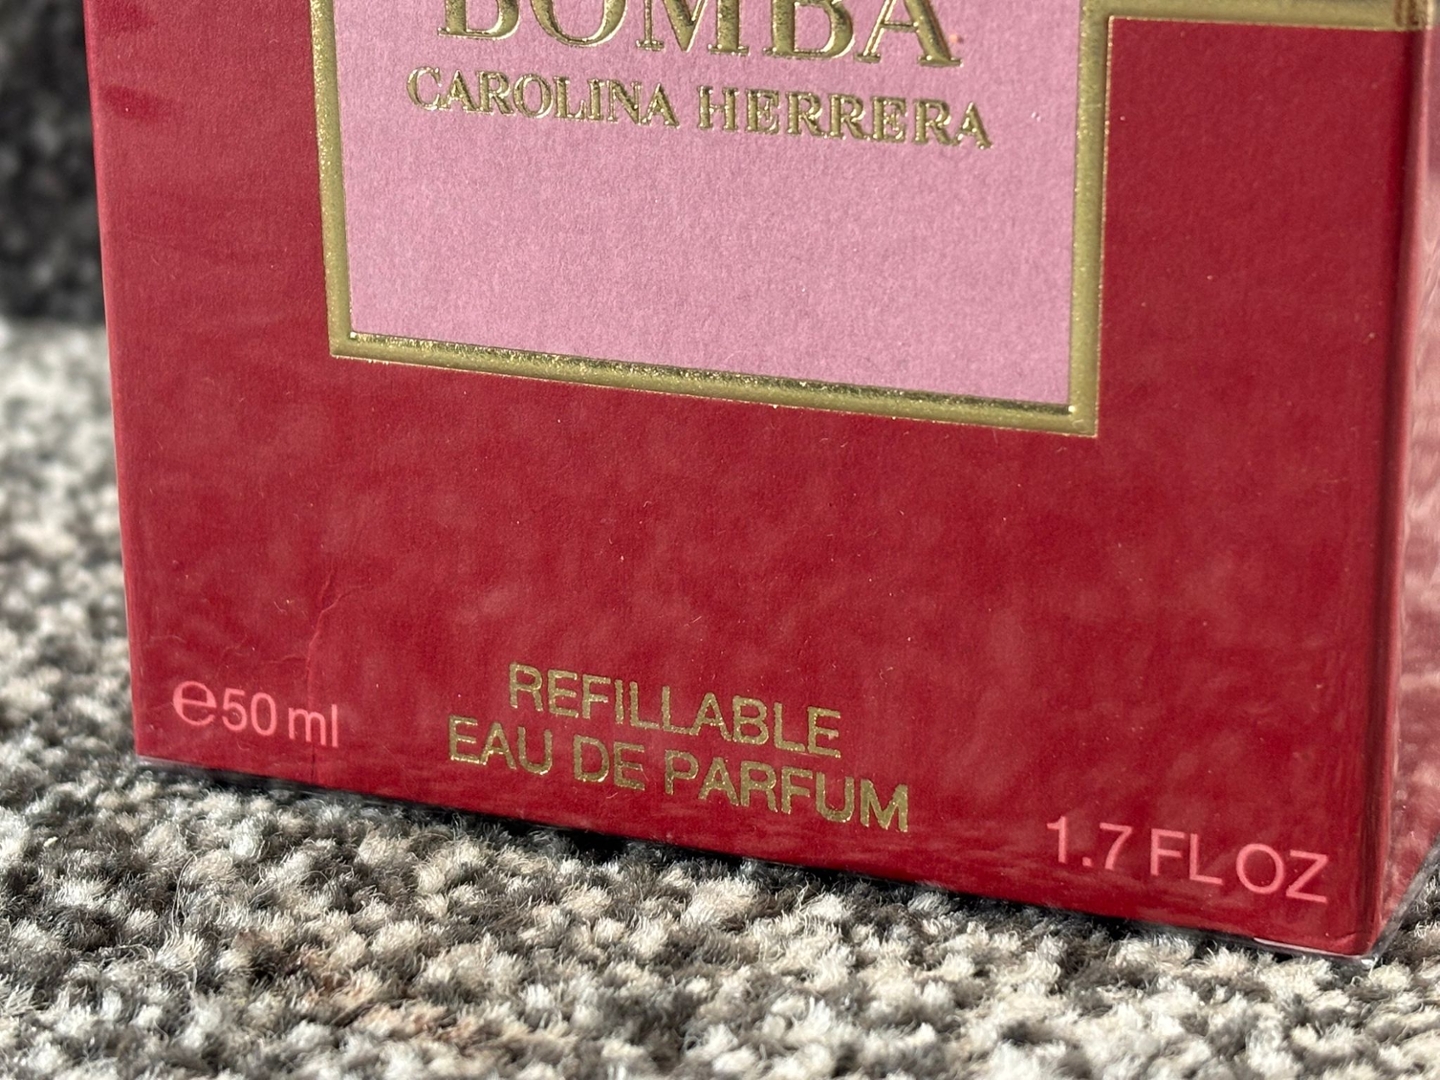 BOMBA
CAROLINA HERRERA
REFILLABLE
EAU DE PARFUM
℮50 ml
1.7 FL OZ